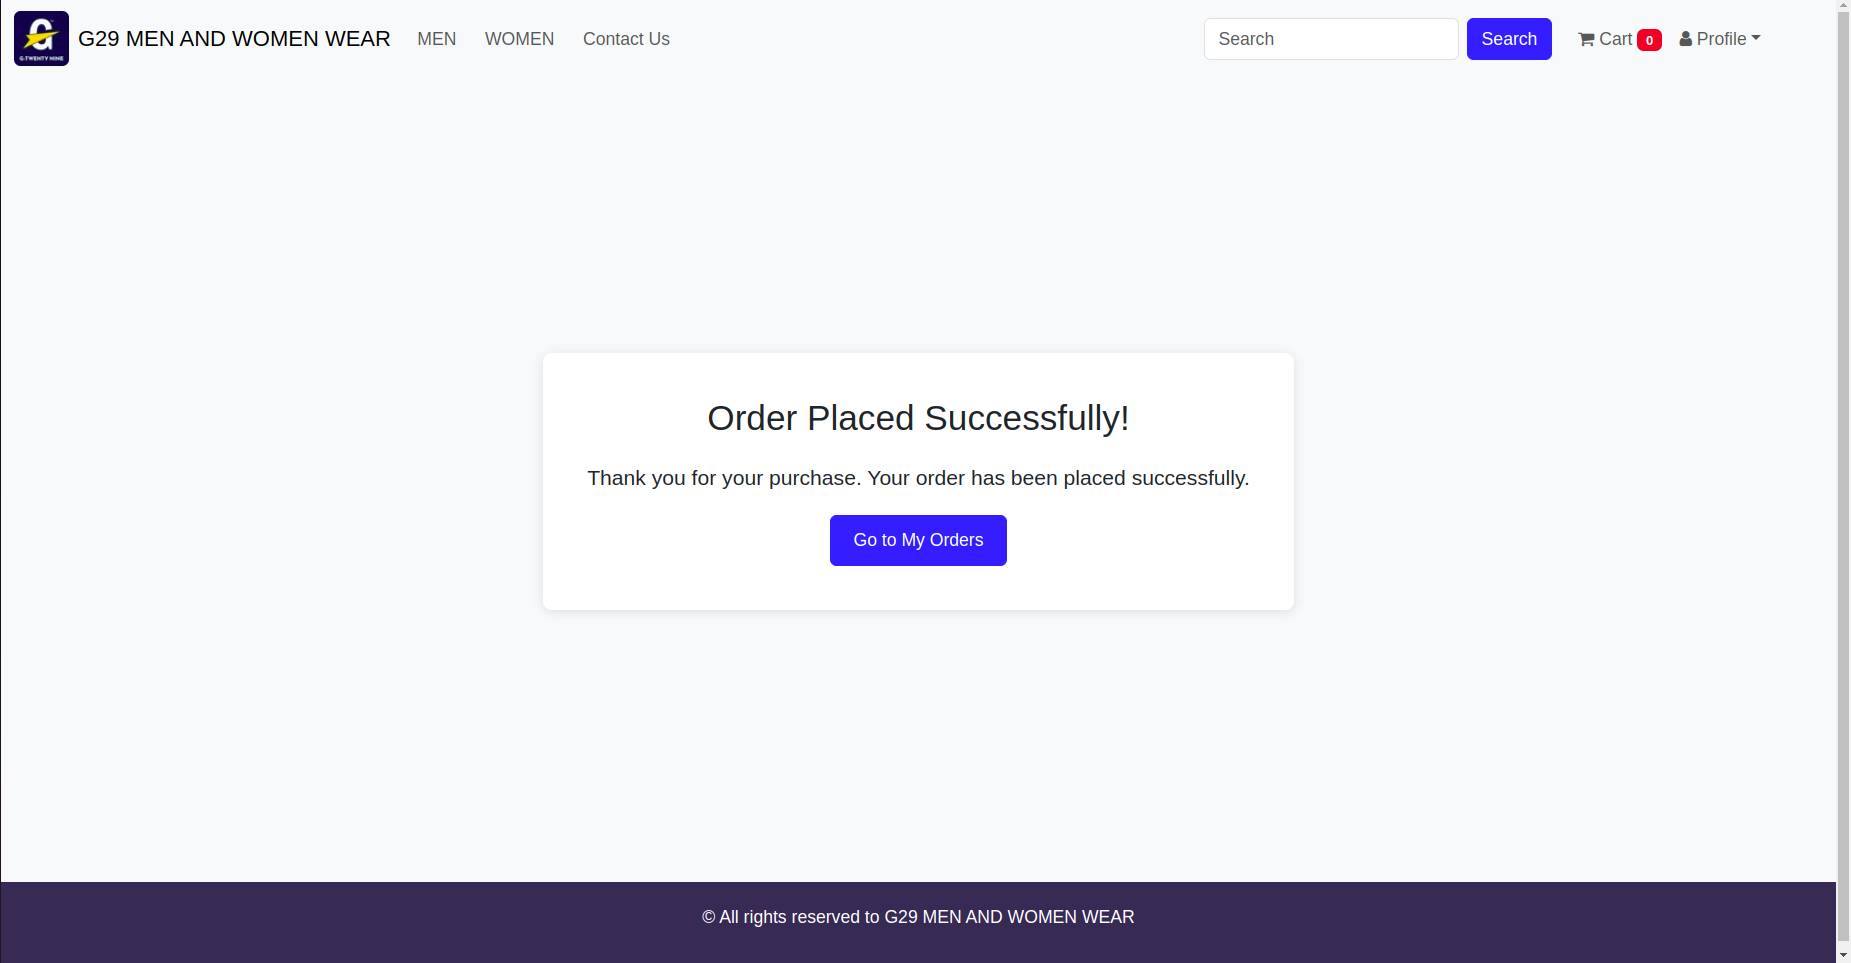 G-TWENTY NINE
G29 MEN AND WOMEN WEAR
MEN
WOMEN
Contact Us
Search
Search
Cart 0
Profile
Order Placed Successfully!
Thank you for your purchase. Your order has been placed successfully.
Go to My Orders
© All rights reserved to G29 MEN AND WOMEN WEAR